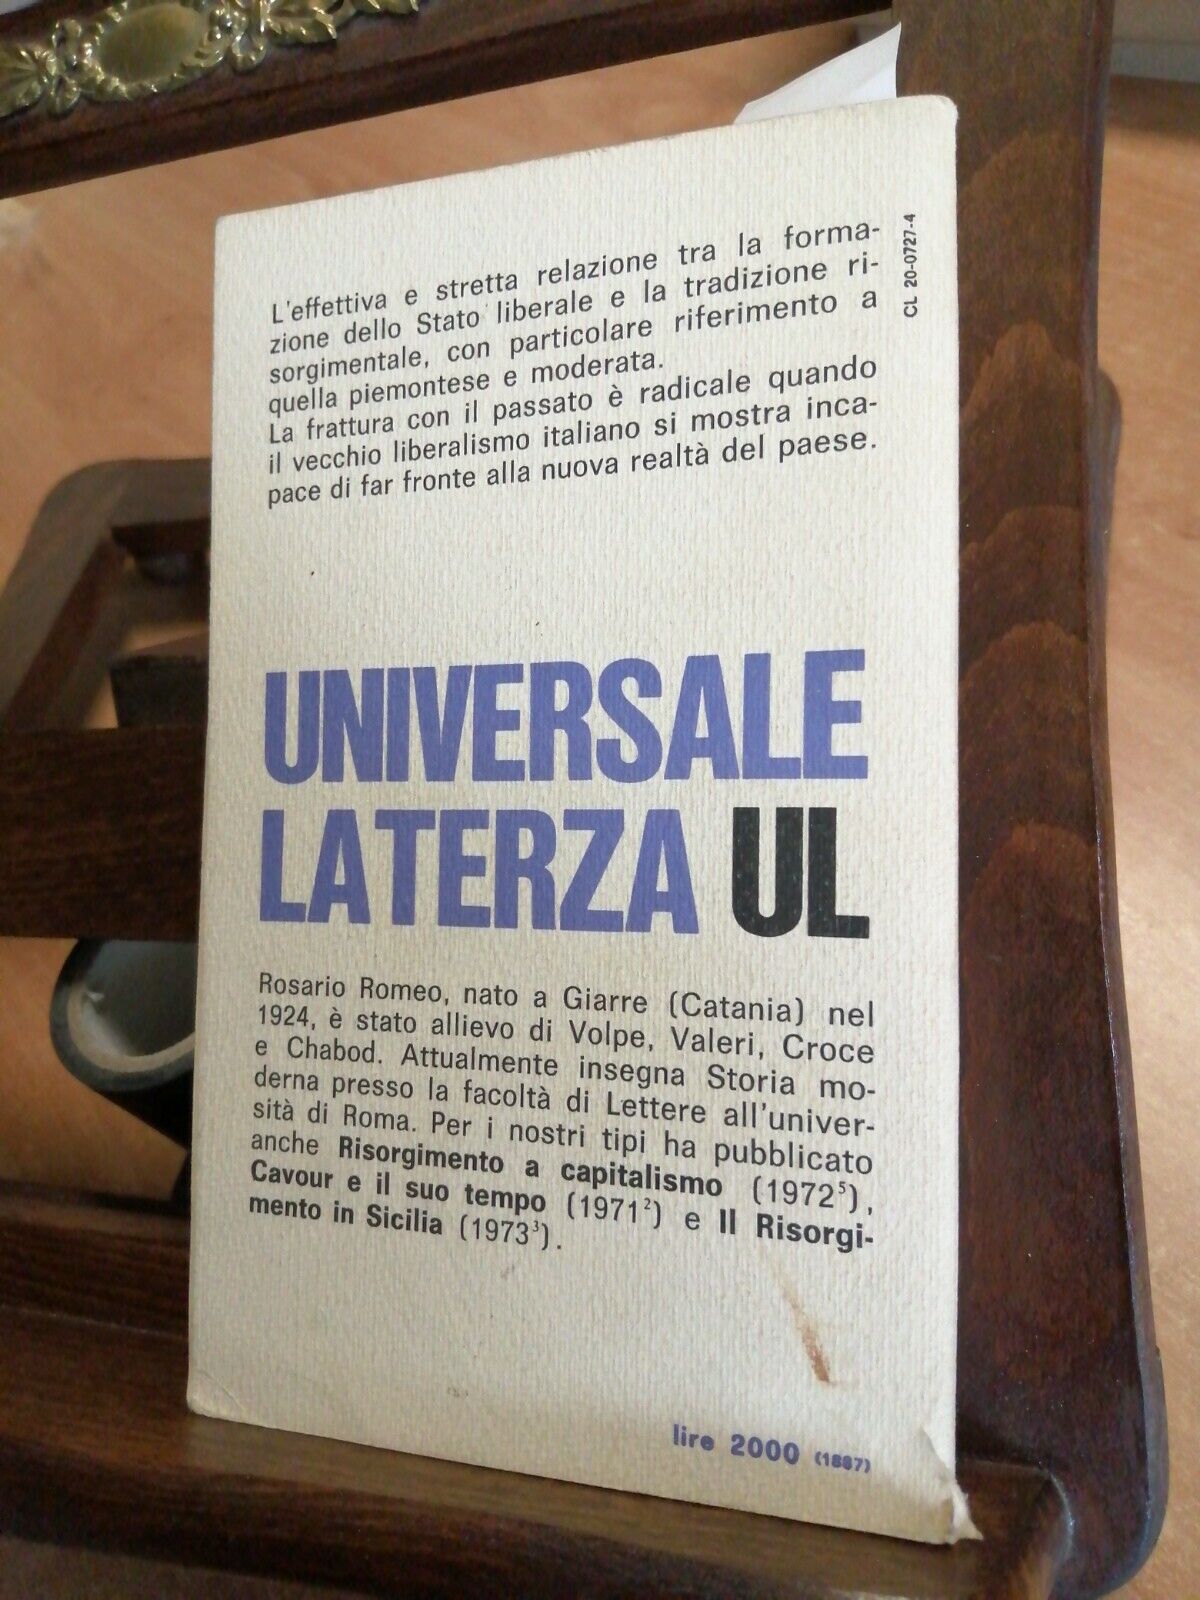 L'effettiva e stretta relazione tra la forma-
zione dello Stato liberale e la tradizione ri-
sorgimentale, con particolare riferimento a
quella piemontese e moderata.
La frattura con il passato è radicale quando
il vecchio liberalismo italiano si mostra inca-
pace di far fronte alla nuova realtà del paese.
CL 20-0727-4
UNIVERSALE
LATERZA UL
Rosario Romeo, nato a Giarre (Catania) nel
1924, è stato allievo di Volpe, Valeri, Croce
e Chabod. Attualmente insegna Storia mo-
derna presso la facoltà di Lettere all'univer-
sità di Roma. Per i nostri tipi ha pubblicato
anche Risorgimento a capitalismo (1972⁵),
Cavour e il suo tempo (1971²) e Il Risorgi-
mento in Sicilia (1973³).
lire 2000 (1887)